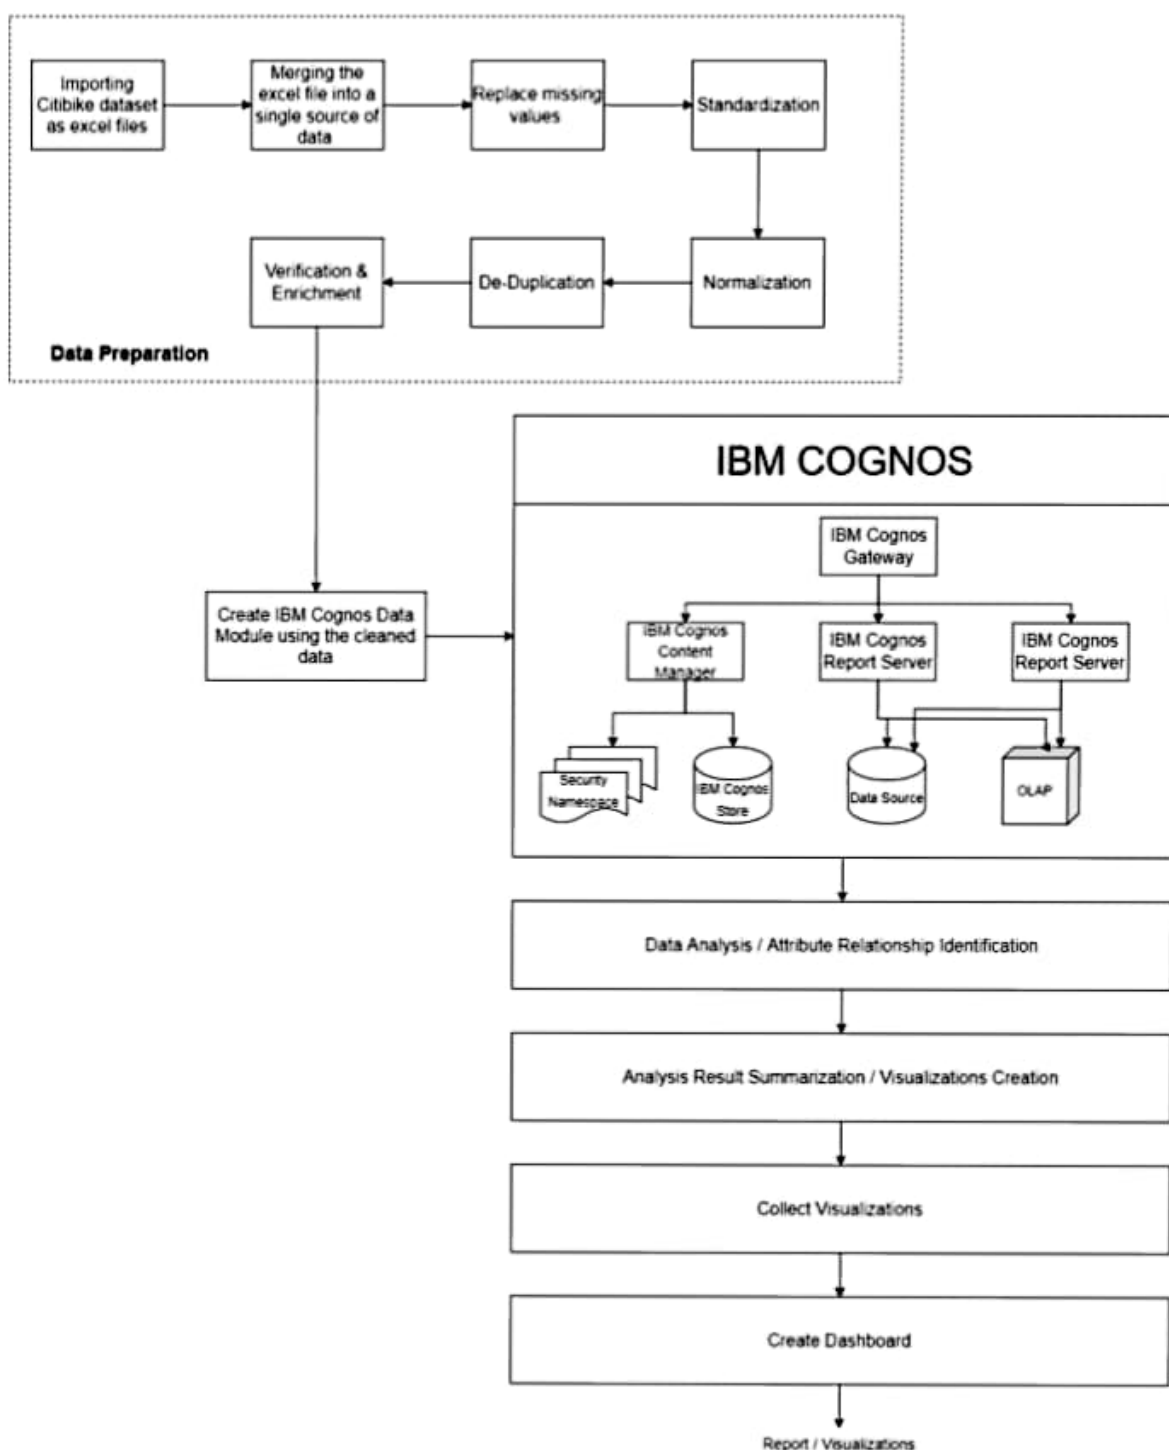 Importing
Citibike dataset
as excel files
Merging the
excel file into a
single source of
data
Replace missing
values
Standardization
Verification &
Enrichment
De-Duplication
Normalization
Data Preparation
IBM COGNOS
IBM Cognos
Gateway
Create IBM Cognos Data
Module using the cleaned
data
IBM Cognos
Content
Manager
IBM Cognos
Report Server
IBM Cognos
Report Server
Security
Namespace
IBM Cognos
Store
Data Source
OLAP
Data Analysis / Attribute Relationship Identification
Analysis Result Summarization / Visualizations Creation
Collect Visualizations
Create Dashboard
Report / Visualizations